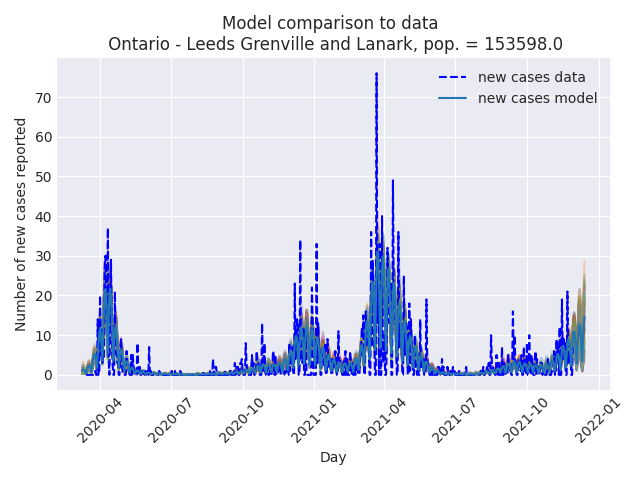 Model comparison to data
Ontario - Leeds Grenville and Lanark, pop. = 153598.0
new cases data
new cases model
Number of new cases reported
70
60
50
40
30
20
10
0
2020-04
2020-07
2020-10
2021-01
2021-04
2021-07
2021-10
2022-01
Day